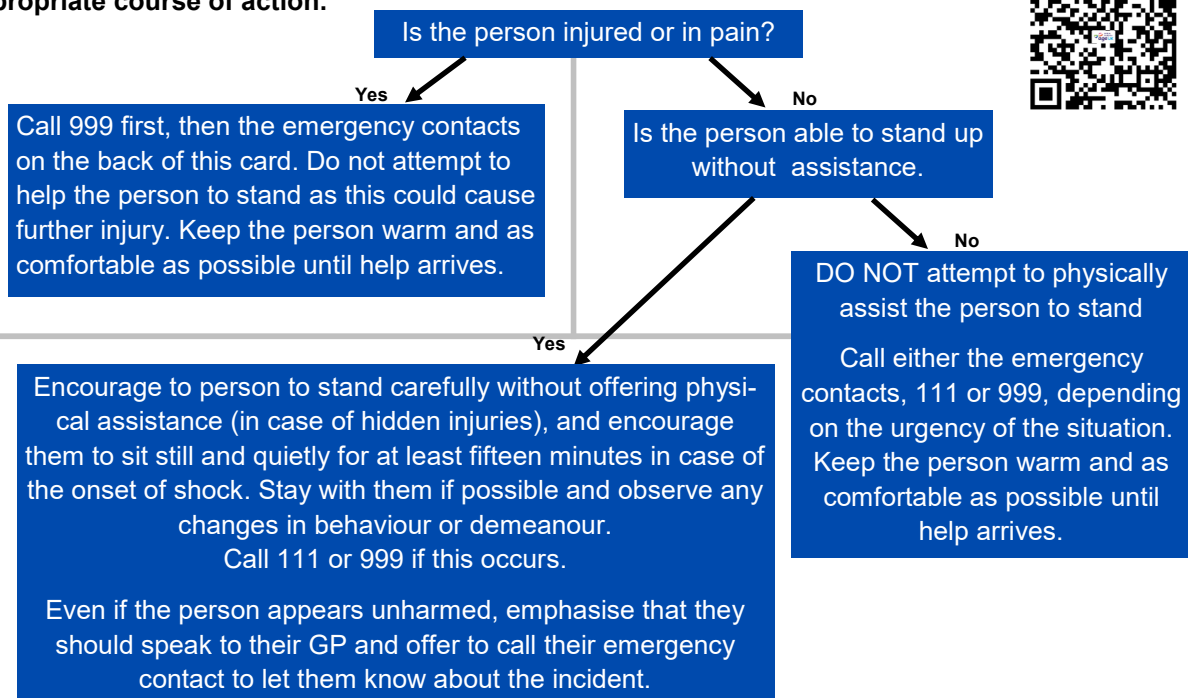 propriate course of action.
Is the person injured or in pain?
Yes
No
Call 999 first, then the emergency contacts
on the back of this card. Do not attempt to
help the person to stand as this could cause
further injury. Keep the person warm and as
comfortable as possible until help arrives.
Is the person able to stand up
without  assistance.
No
DO NOT attempt to physically
assist the person to stand
Call either the emergency
contacts, 111 or 999, depending
on the urgency of the situation.
Keep the person warm and as
comfortable as possible until
help arrives.
Yes
Encourage to person to stand carefully without offering physi-
cal assistance (in case of hidden injuries), and encourage
them to sit still and quietly for at least fifteen minutes in case of
the onset of shock. Stay with them if possible and observe any
changes in behaviour or demeanour.
Call 111 or 999 if this occurs.
Even if the person appears unharmed, emphasise that they
should speak to their GP and offer to call their emergency
contact to let them know about the incident.